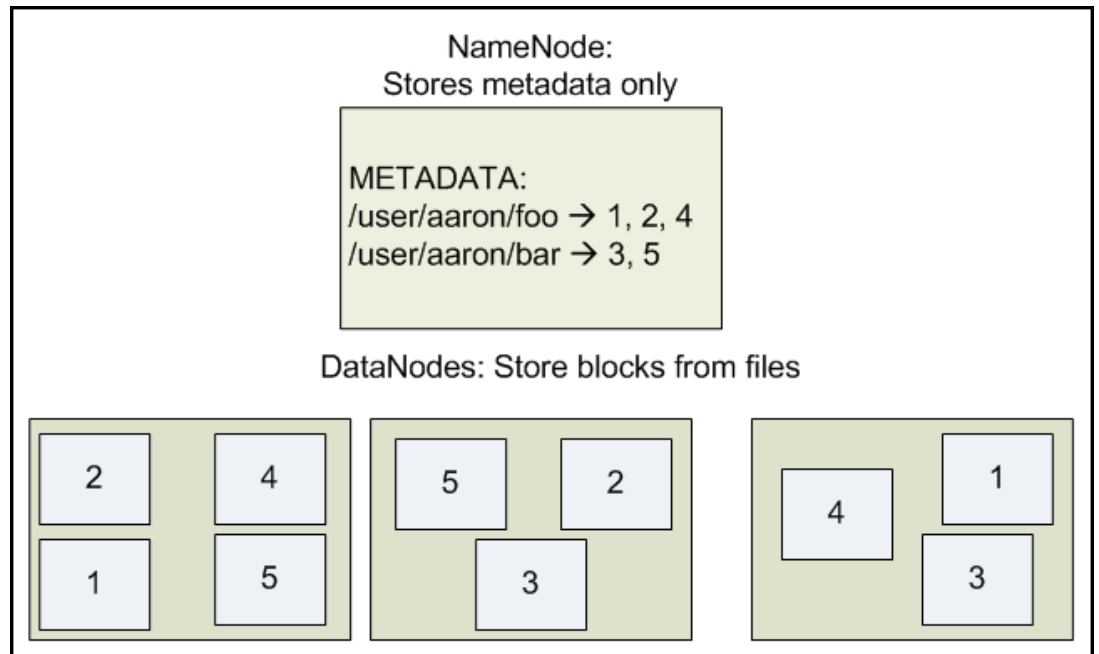 NameNode:
Stores metadata only
METADATA:
/user/aaron/foo → 1, 2, 4
/user/aaron/bar → 3, 5
DataNodes: Store blocks from files
2
4
1
5
5
2
3
1
4
3